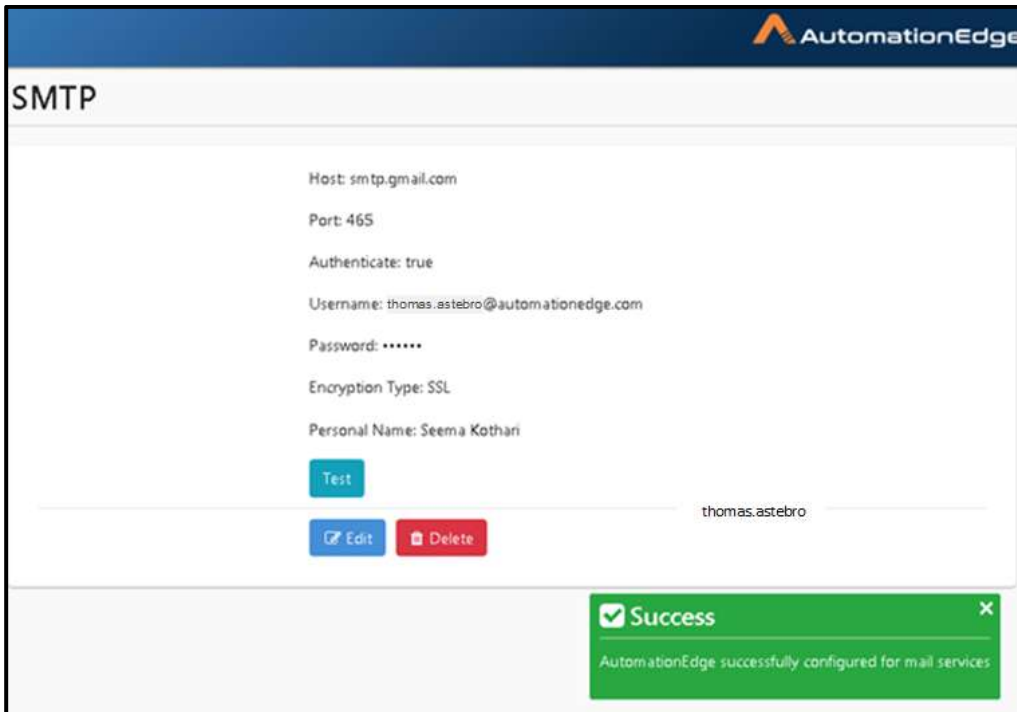 AutomationEdge
SMTP
Host: smtp.gmail.com
Port: 465
Authenticate: true
Username: thomas.astebro@automationedge.com
Password: ••••••
Encryption Type: SSL
Personal Name: Seema Kothari
Test
thomas.astebro
Edit Delete
Success ×
AutomationEdge successfully configured for mail services